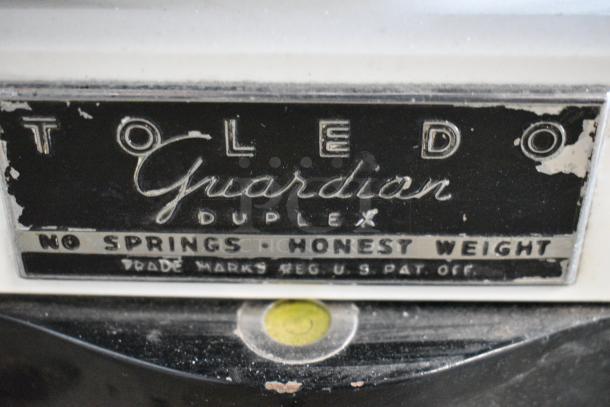 TOLEDO
Guardian
DUPLEX
NO SPRINGS · HONEST WEIGHT
TRADE MARKS REG. U.S. PAT. OFF.